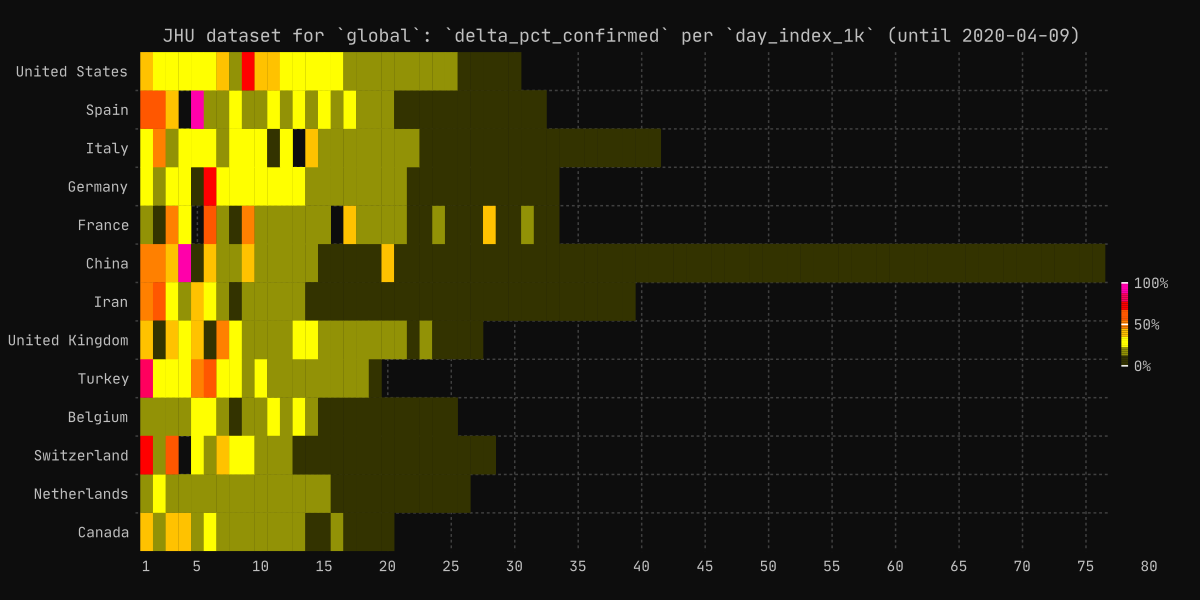 JHU dataset for `global`: `delta_pct_confirmed` per `day_index_1k` (until 2020-04-09)
United States
Spain
Italy
Germany
France
China
Iran
United Kingdom
Turkey
Belgium
Switzerland
Netherlands
Canada
100%
50%
0%
1 5 10 15 20 25 30 35 40 45 50 55 60 65 70 75 80